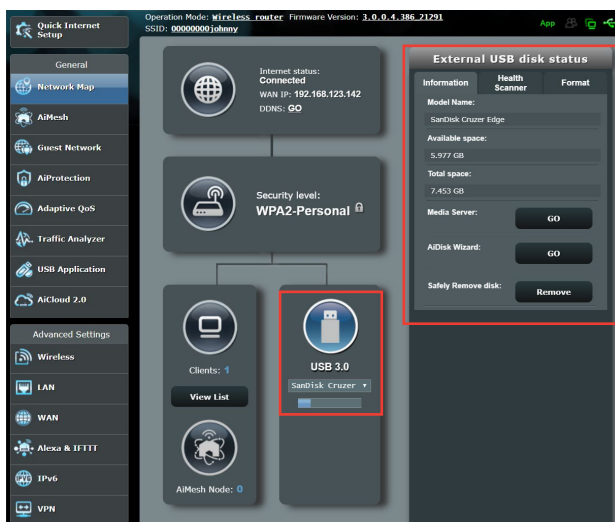 Operation Mode: Wireless router Firmware Version: 3.0.0.4.386_21291
SSID: 00000000johnny
App
Quick Internet
Setup
General
Network Map
AiMesh
Guest Network
AiProtection
Adaptive QoS
Traffic Analyzer
USB Application
AiCloud 2.0
Advanced Settings
Wireless
LAN
WAN
Alexa & IFTTT
IPv6
VPN
Internet status:
Connected
WAN IP: 192.168.123.142
DDNS: GO
Security level:
WPA2-Personal
Clients: 1
View List
AiMesh Node: 0
USB 3.0
SanDisk Cruzer
External USB disk status
Information
Health
Scanner
Format
Model Name:
SanDisk Cruzer Edge
Available space:
5.977 GB
Total space:
7.453 GB
Media Server:
GO
AiDisk Wizard:
GO
Safely Remove disk:
Remove